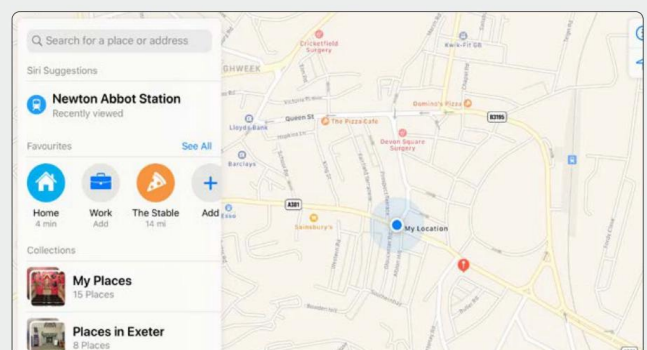 Search for a place or address
Siri Suggestions
Newton Abbot Station
Recently viewed
Favourites
See All
Home
4 min
Work
Add
The Stable
14 mi
Add
Collections
My Places
15 Places
Places in Exeter
8 Places
Cricketfield
Surgery
Kwik-Fit GB
GHWEEK
Domino's Pizza
B3195
Queen St
The Pizza Cafe
Lloyds Bank
Devon Square
Surgery
Barclays
A381
Sainsbury's
My Location